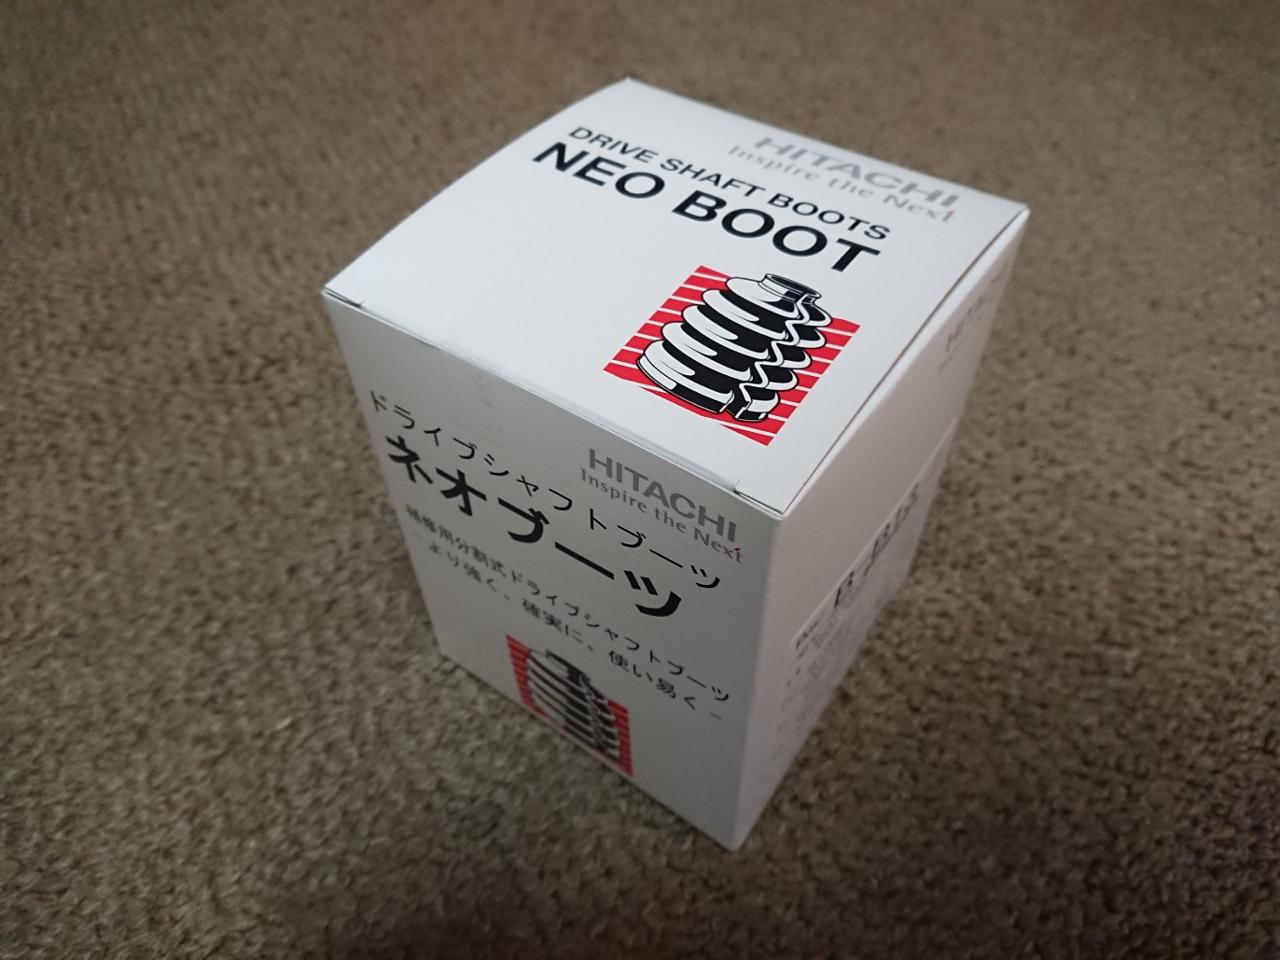 HITACHI
Inspire the Next
DRIVE SHAFT BOOTS
NEO BOOT
HITACHI
Inspire the Next
ドライブシャフトブーツ
ネオブーツ
補修用分割式ドライブシャフトブーツ
- より強く、確実に、使い易く -
HITACHI